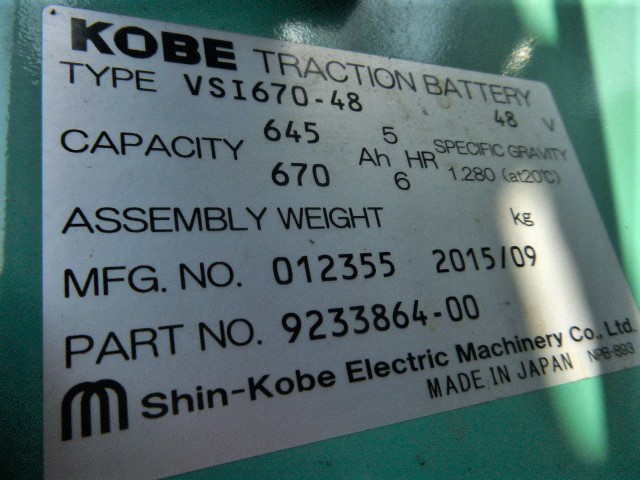 KOBE TRACTION BATTERY
TYPE VSI670-48 48 V
CAPACITY 645 Ah 5 HR SPECIFIC GRAVITY
670 6 1.280 (at20℃)
ASSEMBLY WEIGHT kg
MFG. NO. 012355 2015/09
PART NO. 9233864-00
Shin-Kobe Electric Machinery Co., Ltd.
MADE IN JAPAN NPB-893